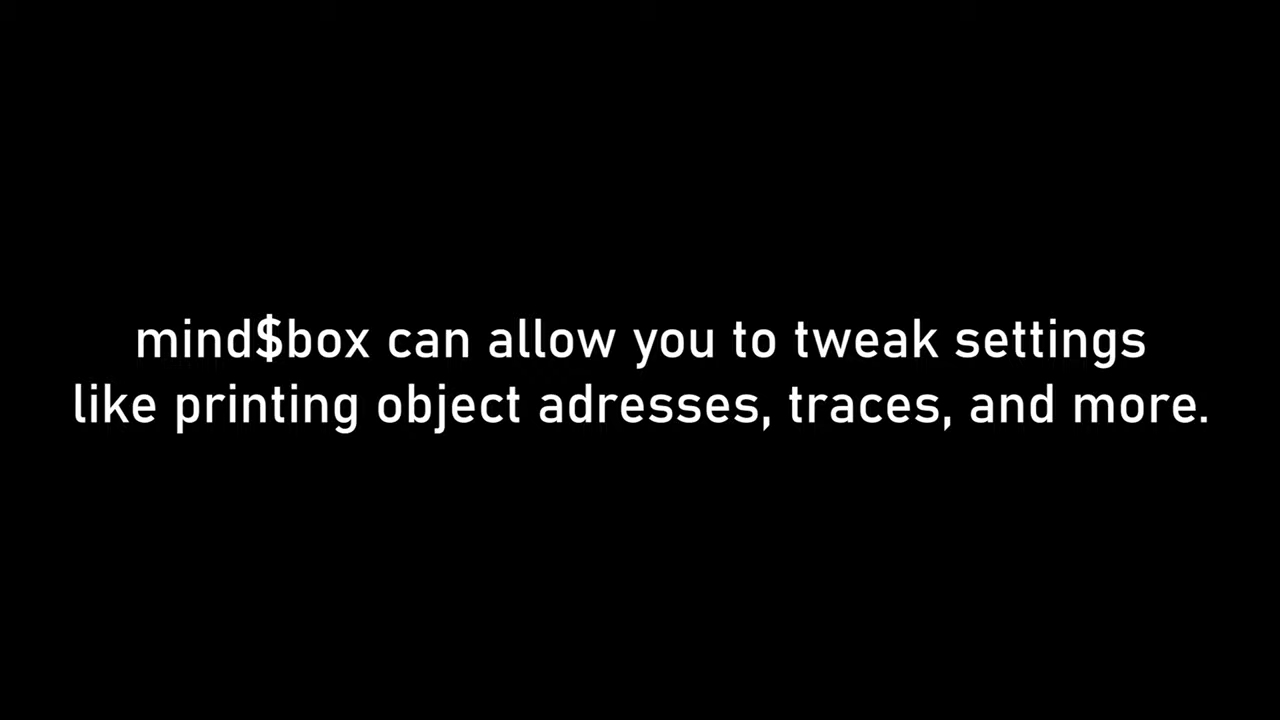 mind$box can allow you to tweak settings
like printing object adresses, traces, and more.